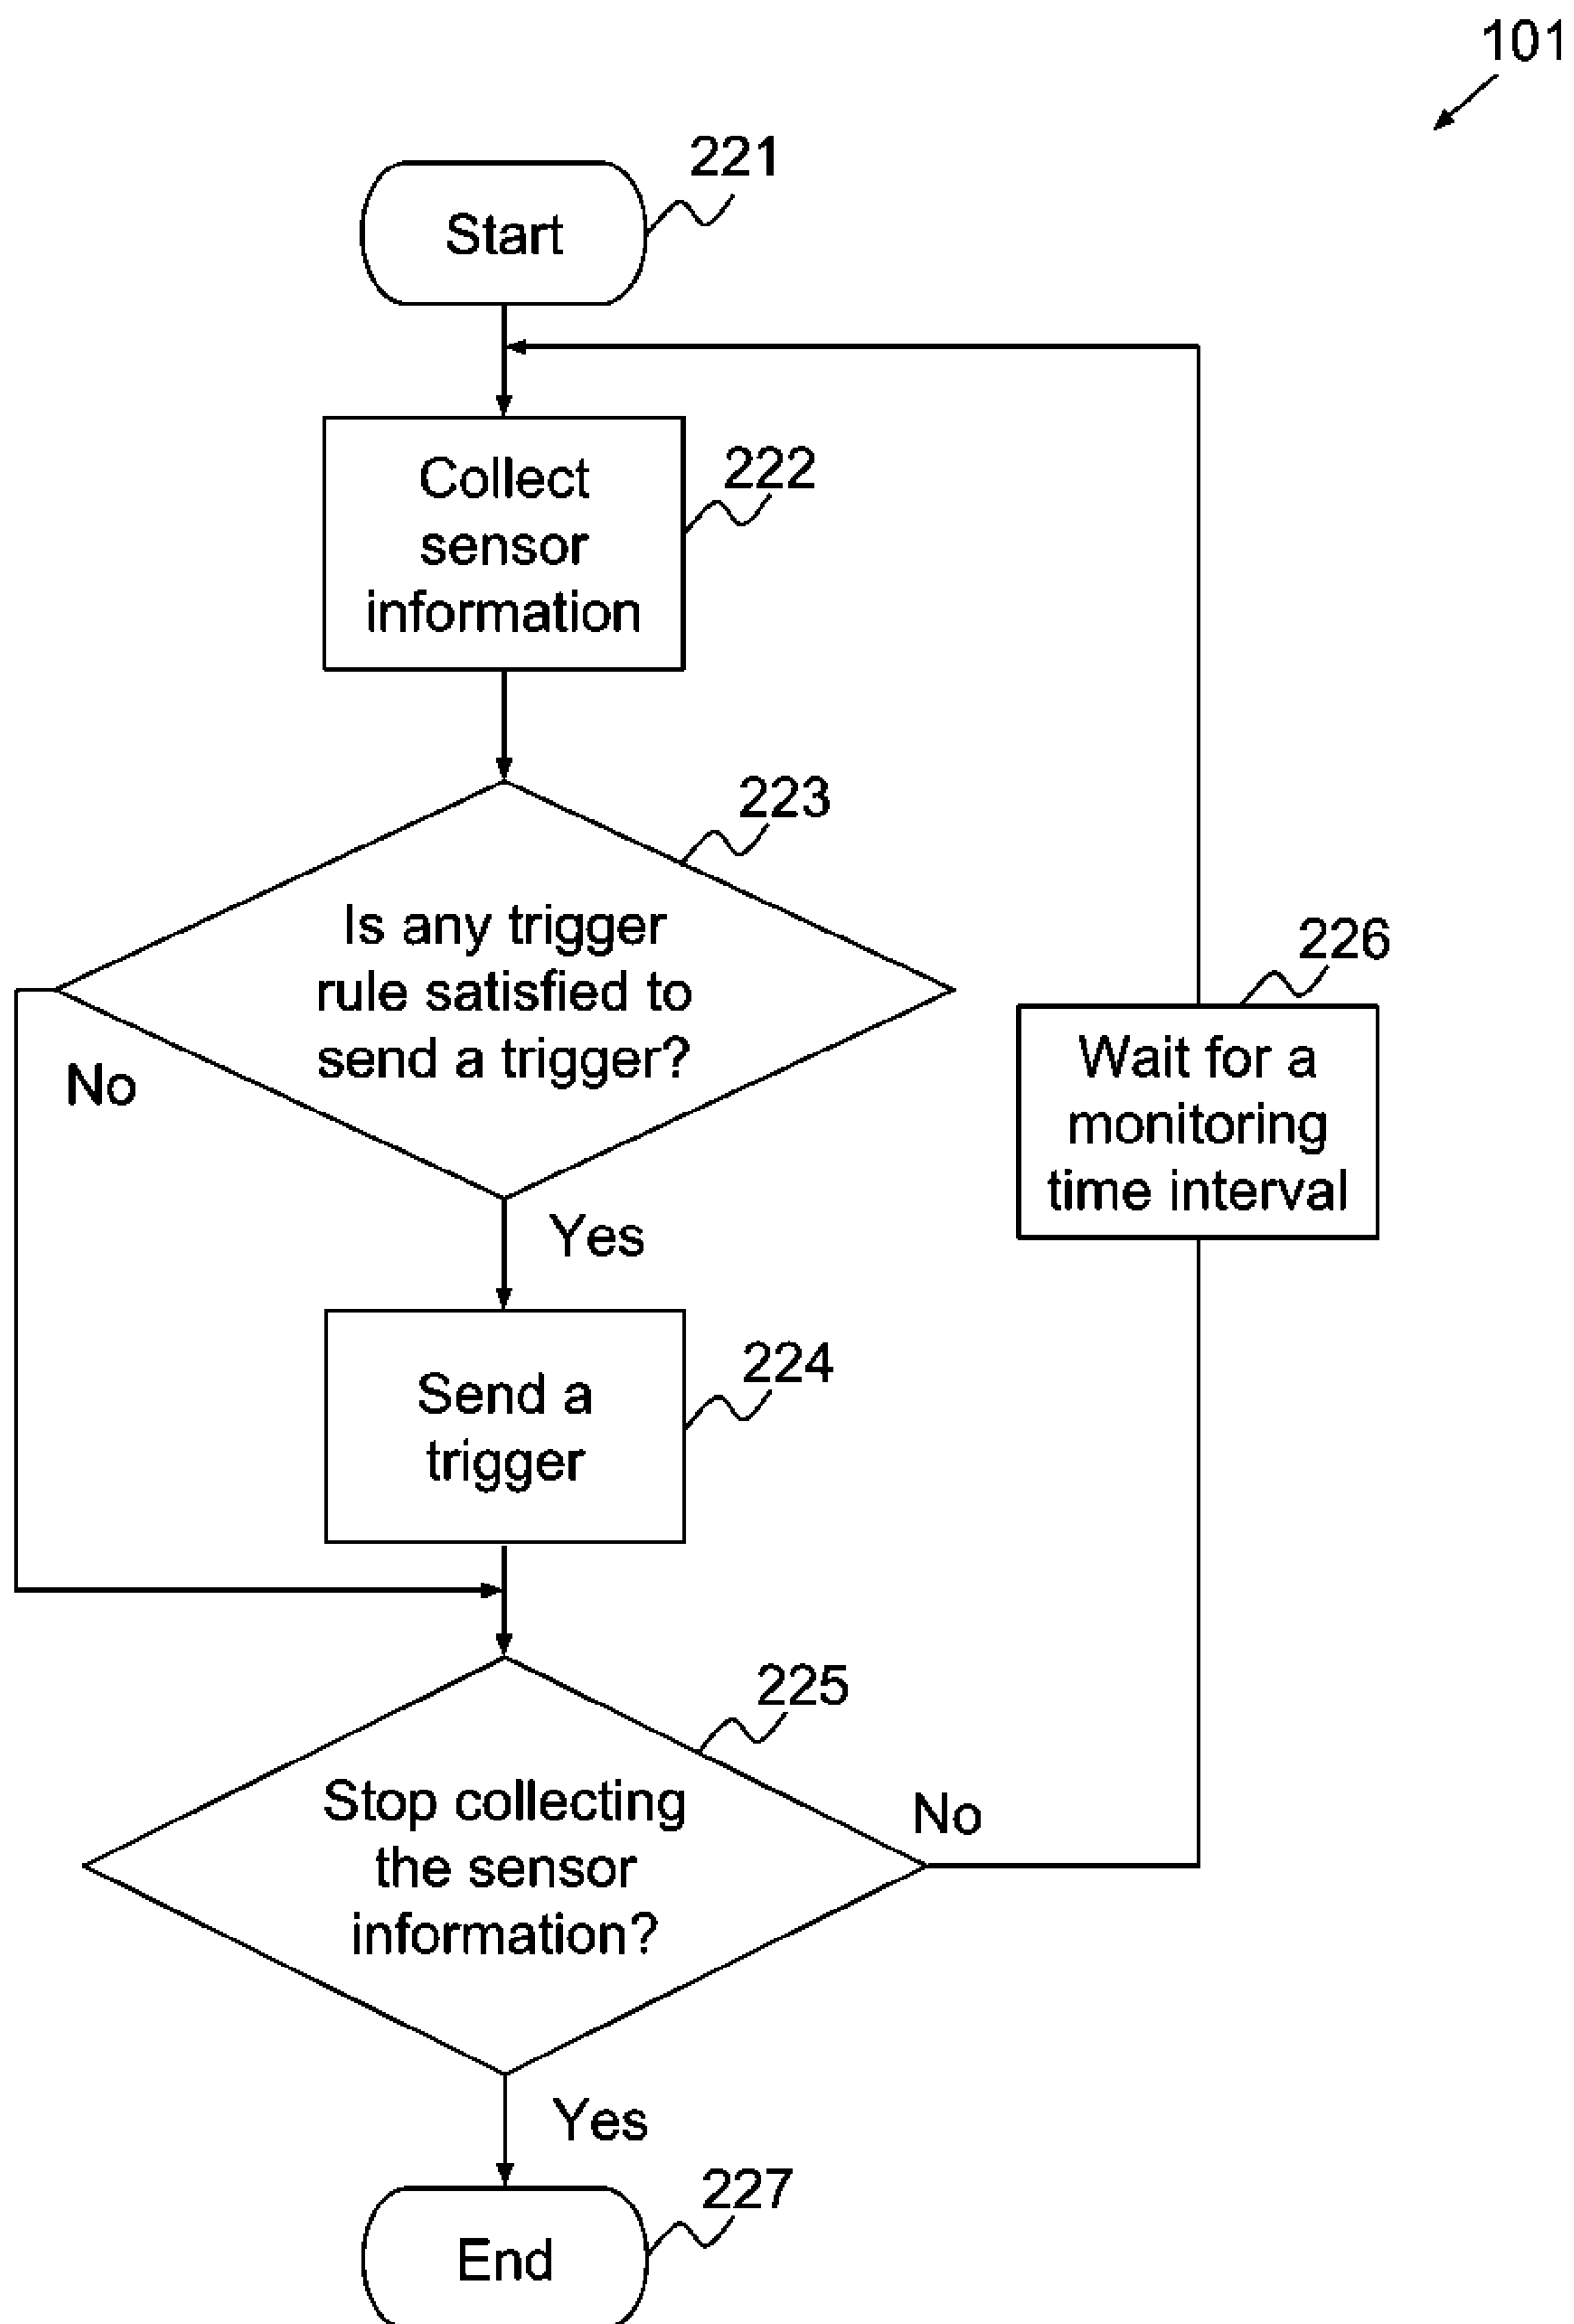 101
221
Start
222
Collect
sensor
information
223
Is any trigger
rule satisfied to
send a trigger?
No
Yes
226
Wait for a
monitoring
time interval
224
Send a
trigger
225
Stop collecting
the sensor
information?
No
Yes
227
End